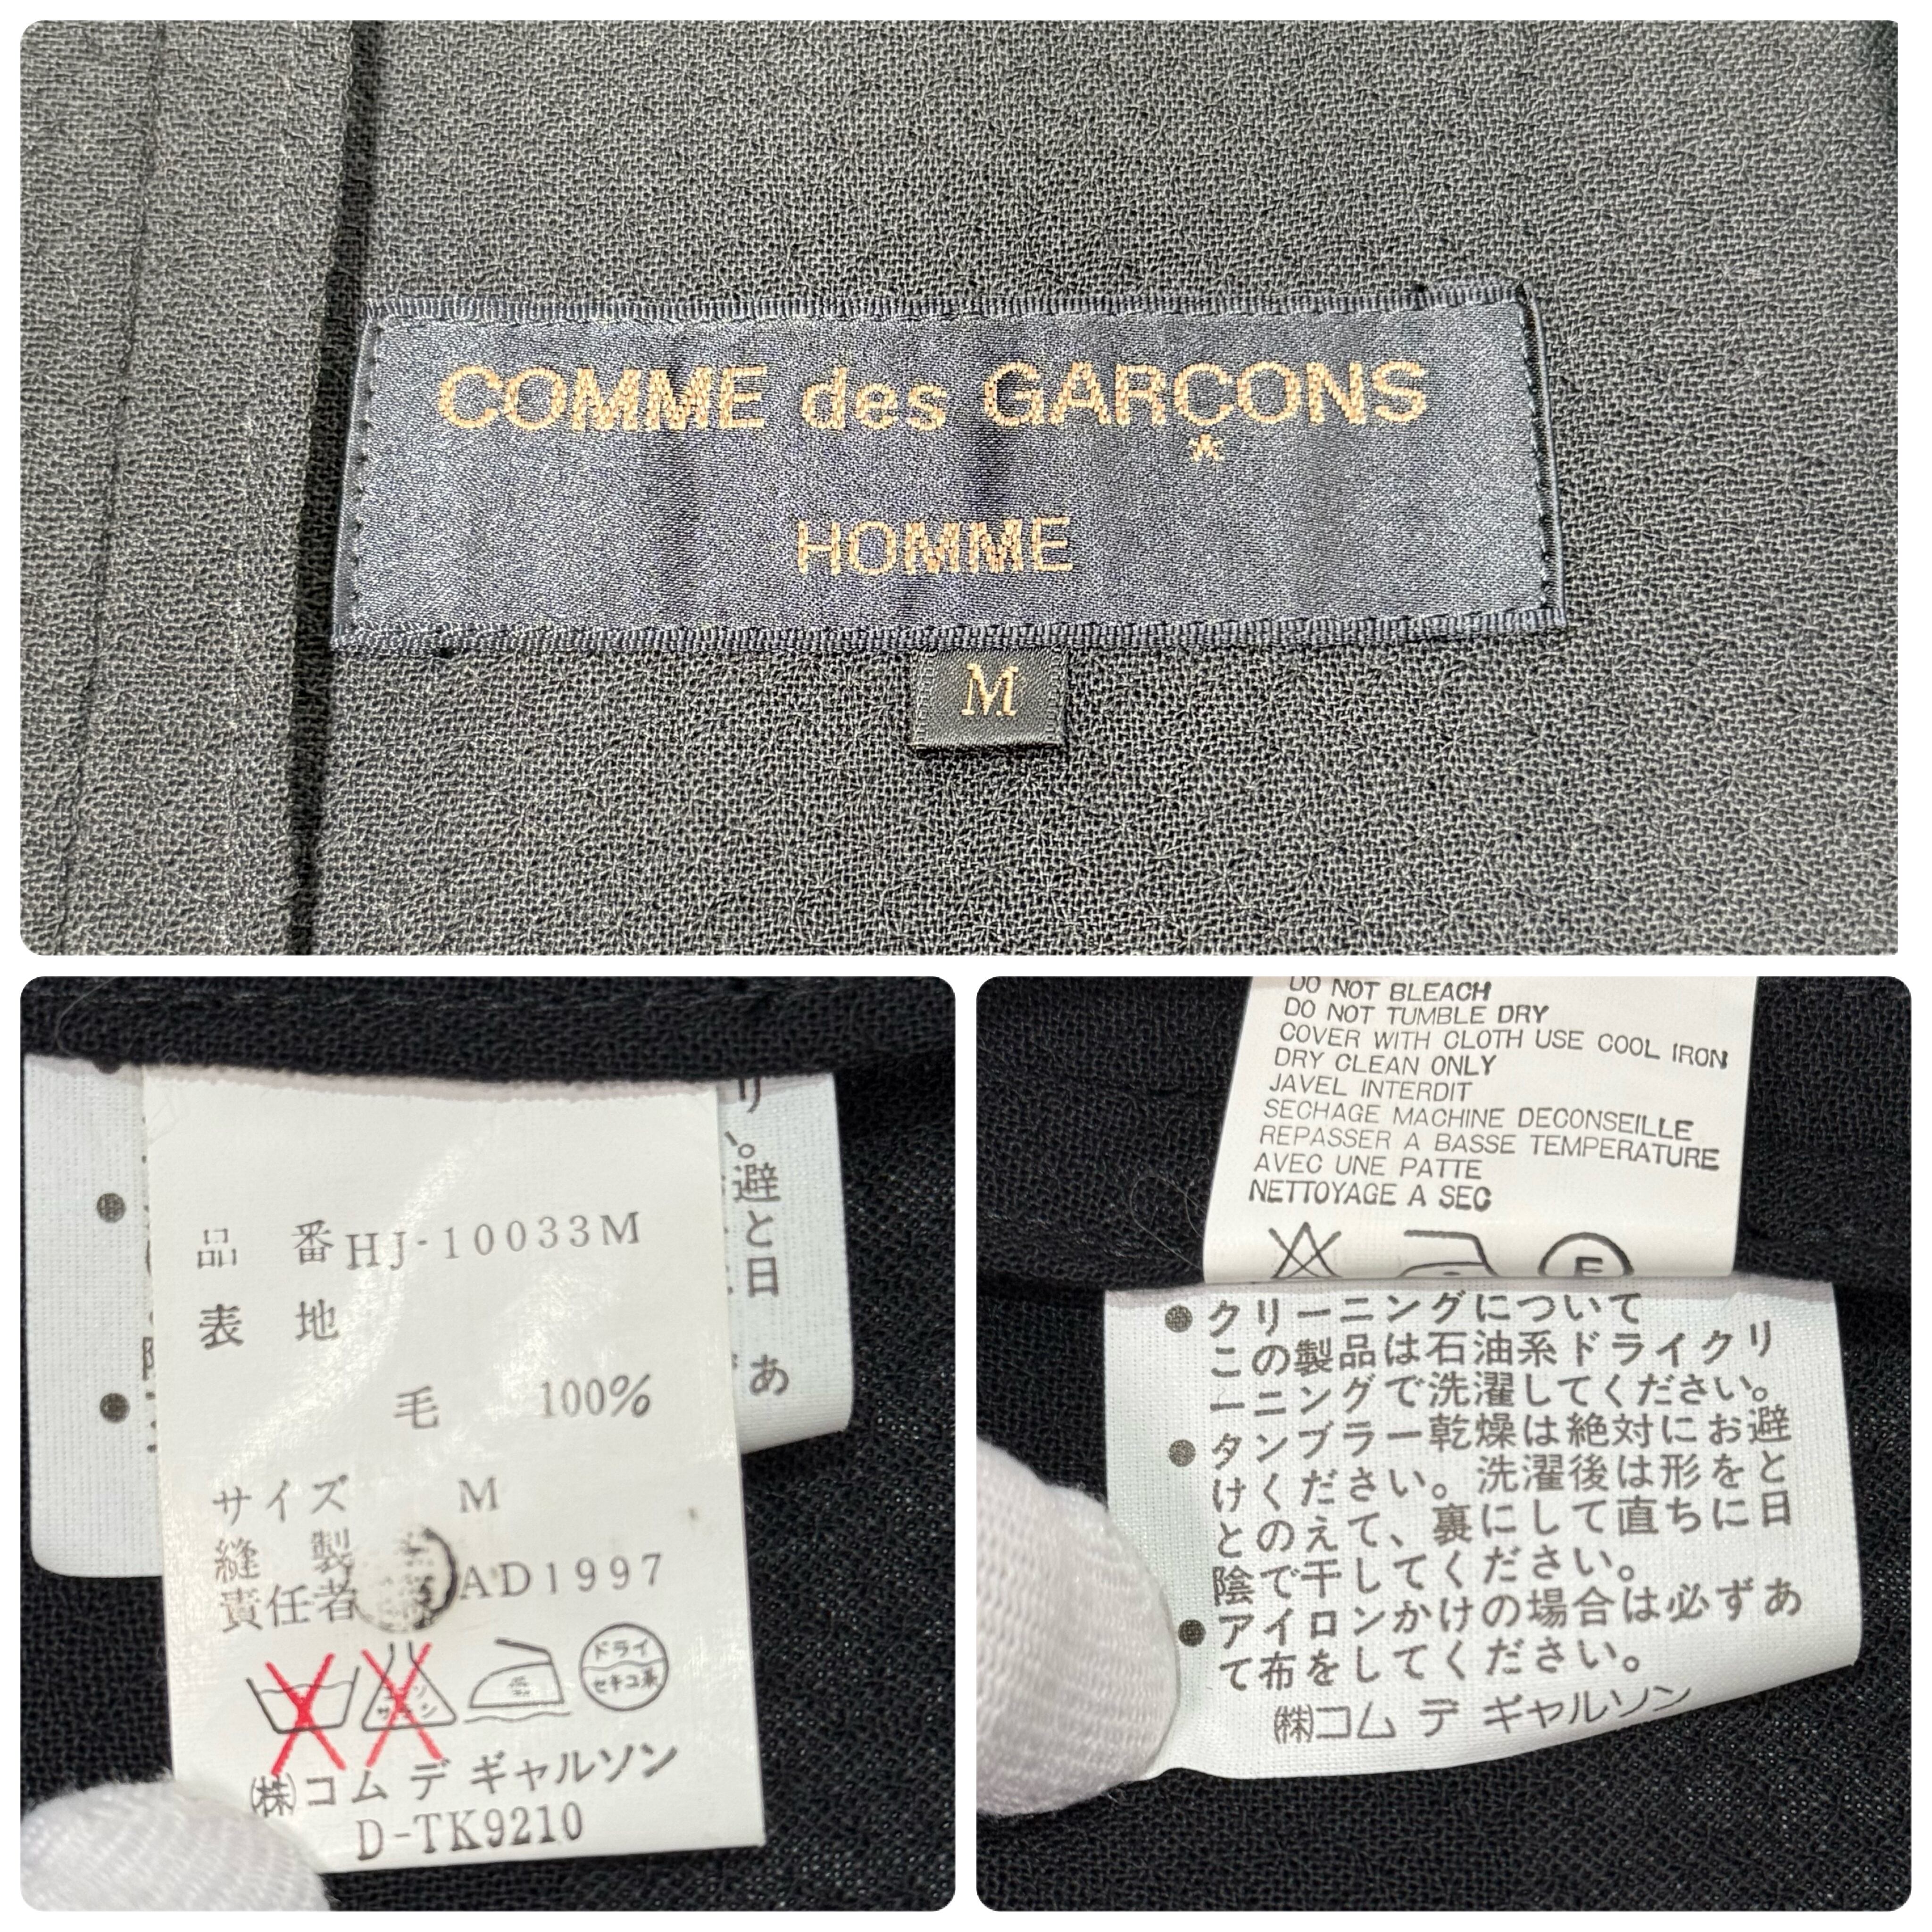 COMME des GARÇONS
*
HOMME
M
リ
い。
避
と
日
あ
品 番 HJ-10033M
表 地
毛 100%
サイズ M
縫 製
責任者 AD1997
ドライ
セキユ系
(株)コム デ ギャルソン
D-TK9210
DO NOT BLEACH
DO NOT TUMBLE DRY
COVER WITH CLOTH USE COOL IRON
DRY CLEAN ONLY
JAVEL INTERDIT
SECHAGE MACHINE DECONSEILLE
REPASSER A BASSE TEMPERATURE
AVEC UNE PATTE
NETTOYAGE A SEC
●クリーニングについて
この製品は石油系ドライクリ
ーニングで洗濯してください。
●タンブラー乾燥は絶対にお避
けください。洗濯後は形をと
とのえて、裏にして直ちに日
陰で干してください。
●アイロンかけの場合は必ずあ
て布をしてください。
(株)コム デ ギャルソン